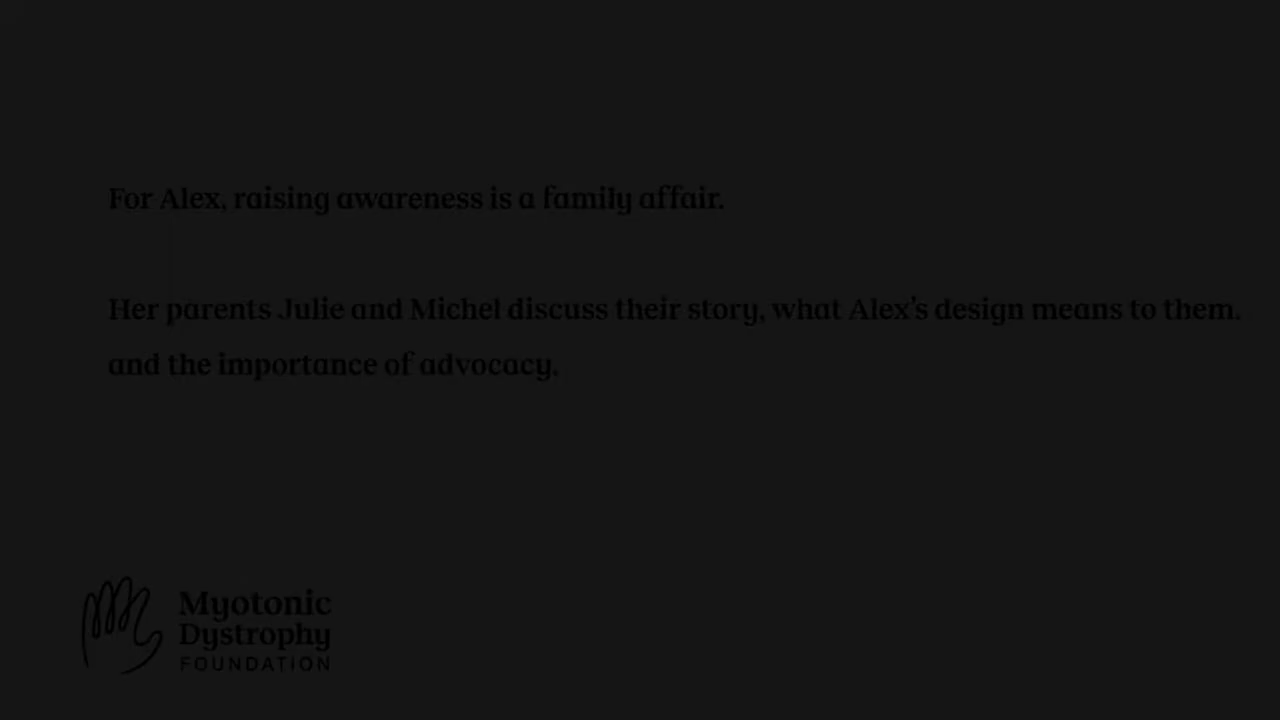 For Alex, raising awareness is a family affair.
Her parents Julie and Michel discuss their story, what Alex's design means to them.
and the importance of advocacy.
Myotonic
Dystrophy
FOUNDATION